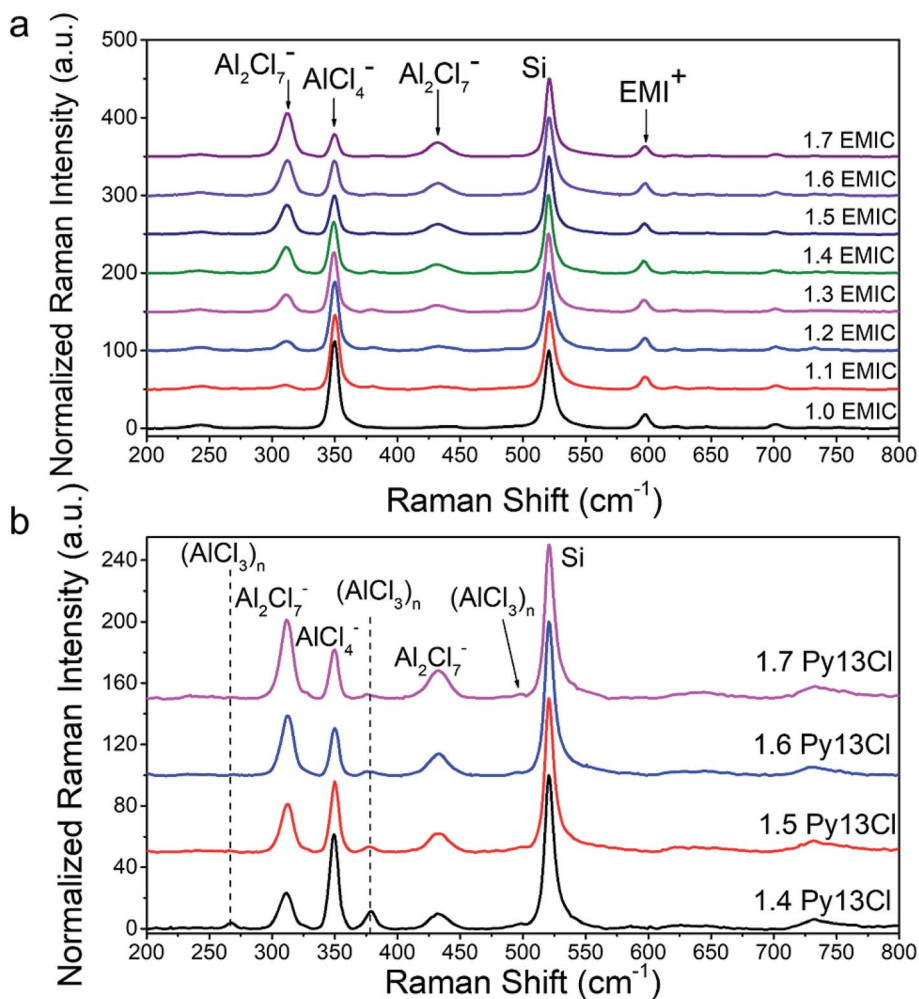 a
Normalized Raman Intensity (a.u.)
500
400
300
200
100
0
Al₂Cl₇⁻
AlCl₄⁻
Al₂Cl₇⁻
Si
EMI⁺
1.7 EMIC
1.6 EMIC
1.5 EMIC
1.4 EMIC
1.3 EMIC
1.2 EMIC
1.1 EMIC
1.0 EMIC
200 250 300 350 400 450 500 550 600 650 700 750 800
Raman Shift (cm⁻¹)
b
Normalized Raman Intensity (a.u.)
240
200
160
120
80
40
0
(AlCl₃)ₙ
Al₂Cl₇⁻
AlCl₄⁻
(AlCl₃)ₙ
Al₂Cl₇⁻
(AlCl₃)ₙ
Si
1.7 Py13Cl
1.6 Py13Cl
1.5 Py13Cl
1.4 Py13Cl
200 250 300 350 400 450 500 550 600 650 700 750 800
Raman Shift (cm⁻¹)